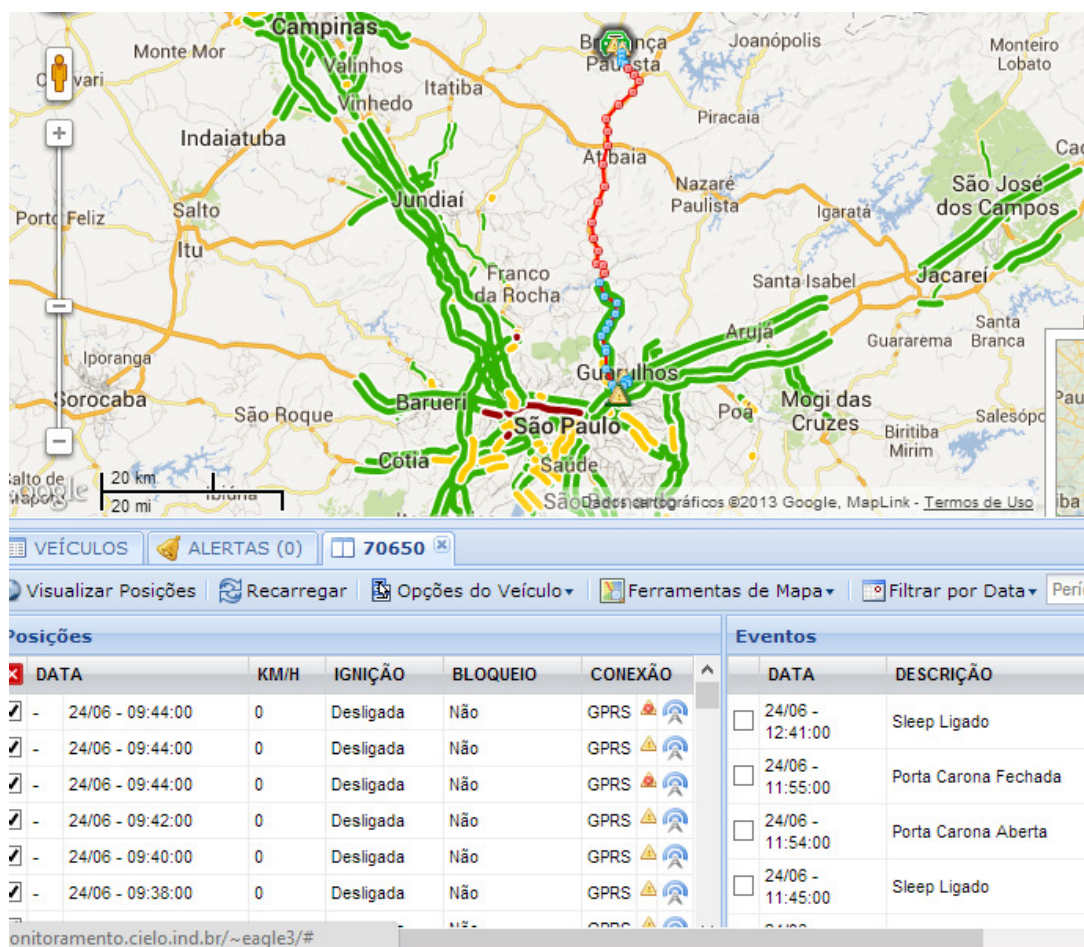 Campinas
Bragança
Paulista
Joanópolis
Monteiro
Lobato
Monte Mor
Valinhos
Itatiba
Vinhedo
Piracaia
Indaiatuba
Atibaia
Nazaré
Paulista
São José
dos Campos
Jundiaí
Salto
Porto Feliz
Igaratá
Itu
Franco
da Rocha
Santa Isabel
Jacareí
Arujá
Santa
Branca
Guararema
Iporanga
Guarulhos
Sorocaba
Barueri
São Roque
São Paulo
Poá
Mogi das
Cruzes
Salesópo
Biritiba
Mirim
Cotia
Saúde
20 km
20 mi
Dados cartográficos ©2013 Google, MapLink - Termos de Uso
VEÍCULOS ALERTAS (0) 70650
Visualizar Posições Recarregar Opções do Veículo Ferramentas de Mapa Filtrar por Data
Posições Eventos
DATA KM/H IGNIÇÃO BLOQUEIO CONEXÃO DATA DESCRIÇÃO
- 24/06 - 09:44:00 0 Desligada Não GPRS
- 24/06 - 09:44:00 0 Desligada Não GPRS
- 24/06 - 09:44:00 0 Desligada Não GPRS
- 24/06 - 09:42:00 0 Desligada Não GPRS
- 24/06 - 09:40:00 0 Desligada Não GPRS
- 24/06 - 09:38:00 0 Desligada Não GPRS
24/06 -
12:41:00 Sleep Ligado
24/06 -
11:55:00 Porta Carona Fechada
24/06 -
11:54:00 Porta Carona Aberta
24/06 -
11:45:00 Sleep Ligado
onitoramento.cielo.ind.br/~eagle3/#